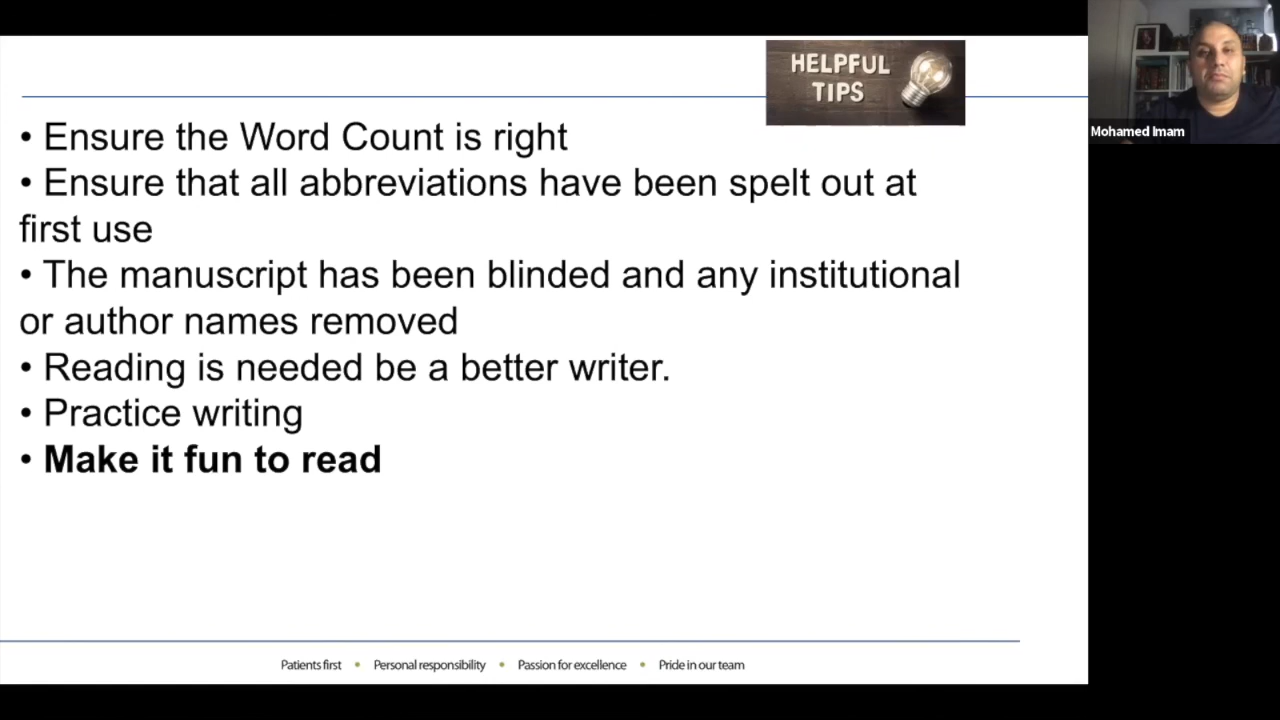 HELPFUL
TIPS
• Ensure the Word Count is right
• Ensure that all abbreviations have been spelt out at
first use
• The manuscript has been blinded and any institutional
or author names removed
• Reading is needed be a better writer.
• Practice writing
• Make it fun to read
Patients first • Personal responsibility • Passion for excellence • Pride in our team
Mohamed Imam